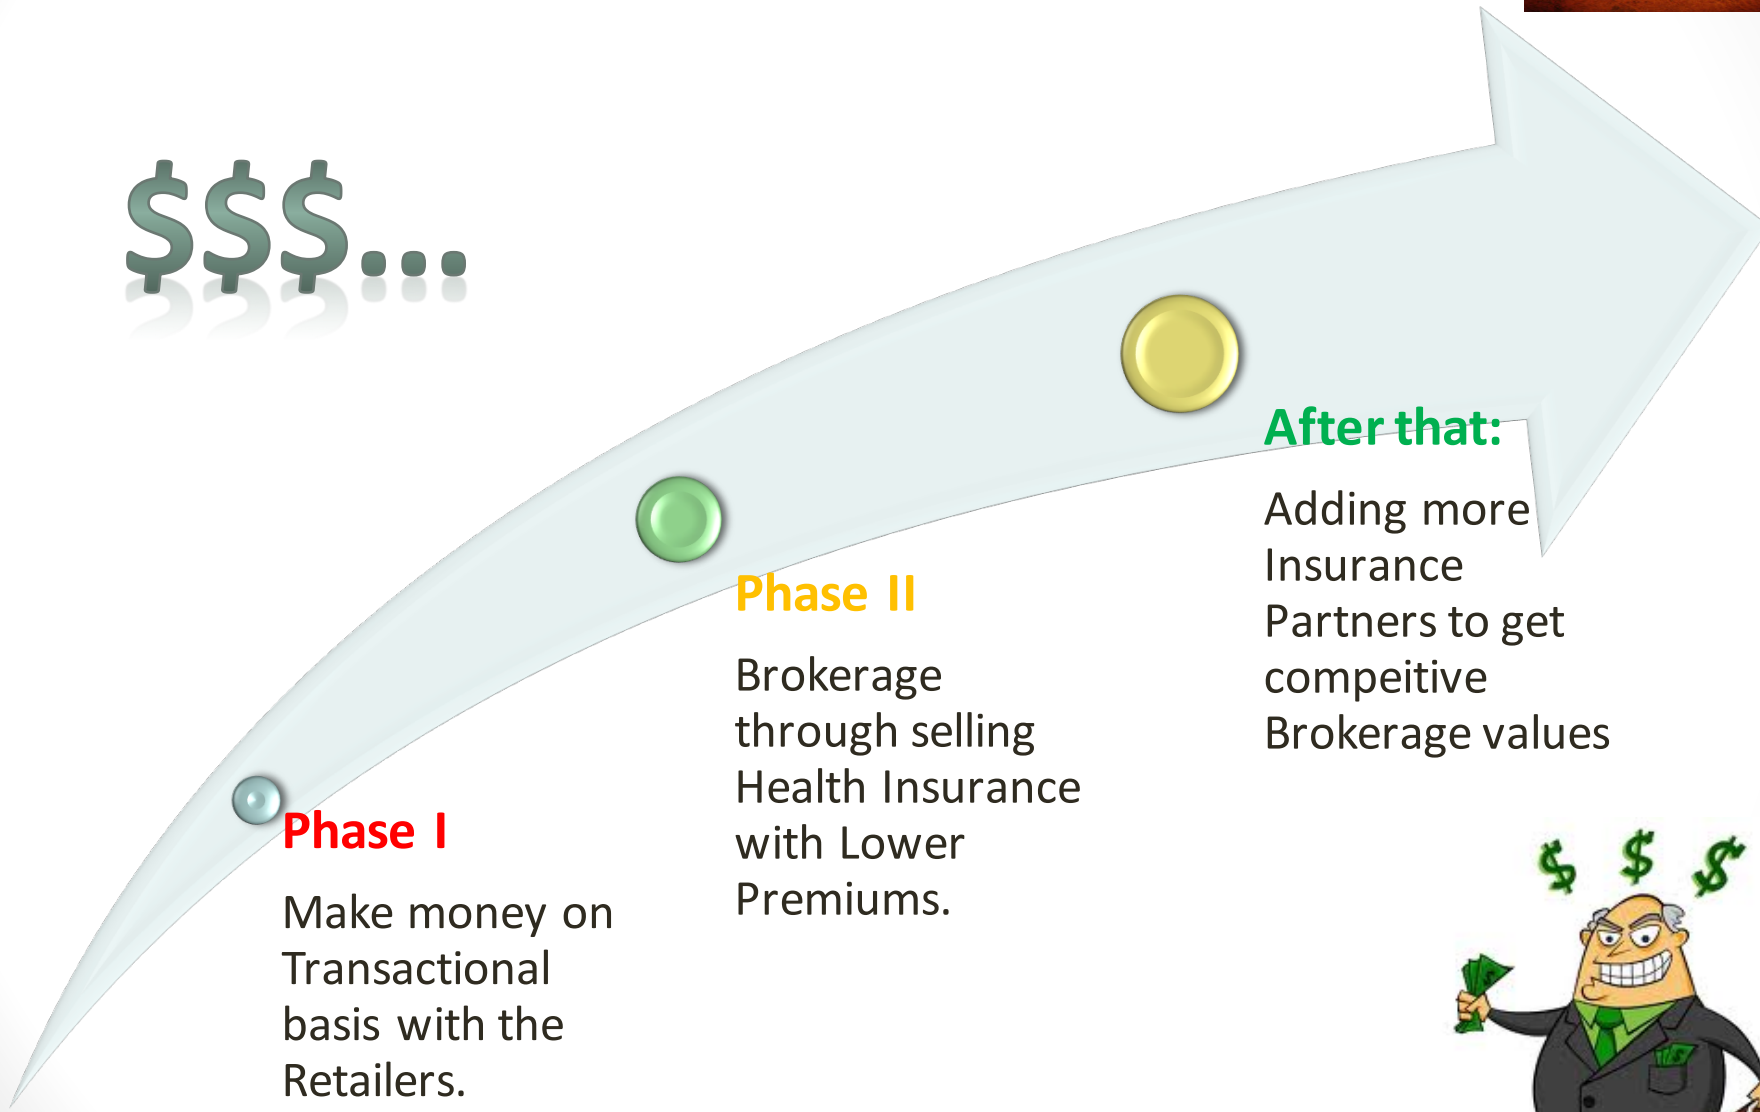 $$$...
Phase I
Make money on
Transactional
basis with the
Retailers.
Phase II
Brokerage
through selling
Health Insurance
with Lower
Premiums.
After that:
Adding more
Insurance
Partners to get
compeitive
Brokerage values
$ $ $